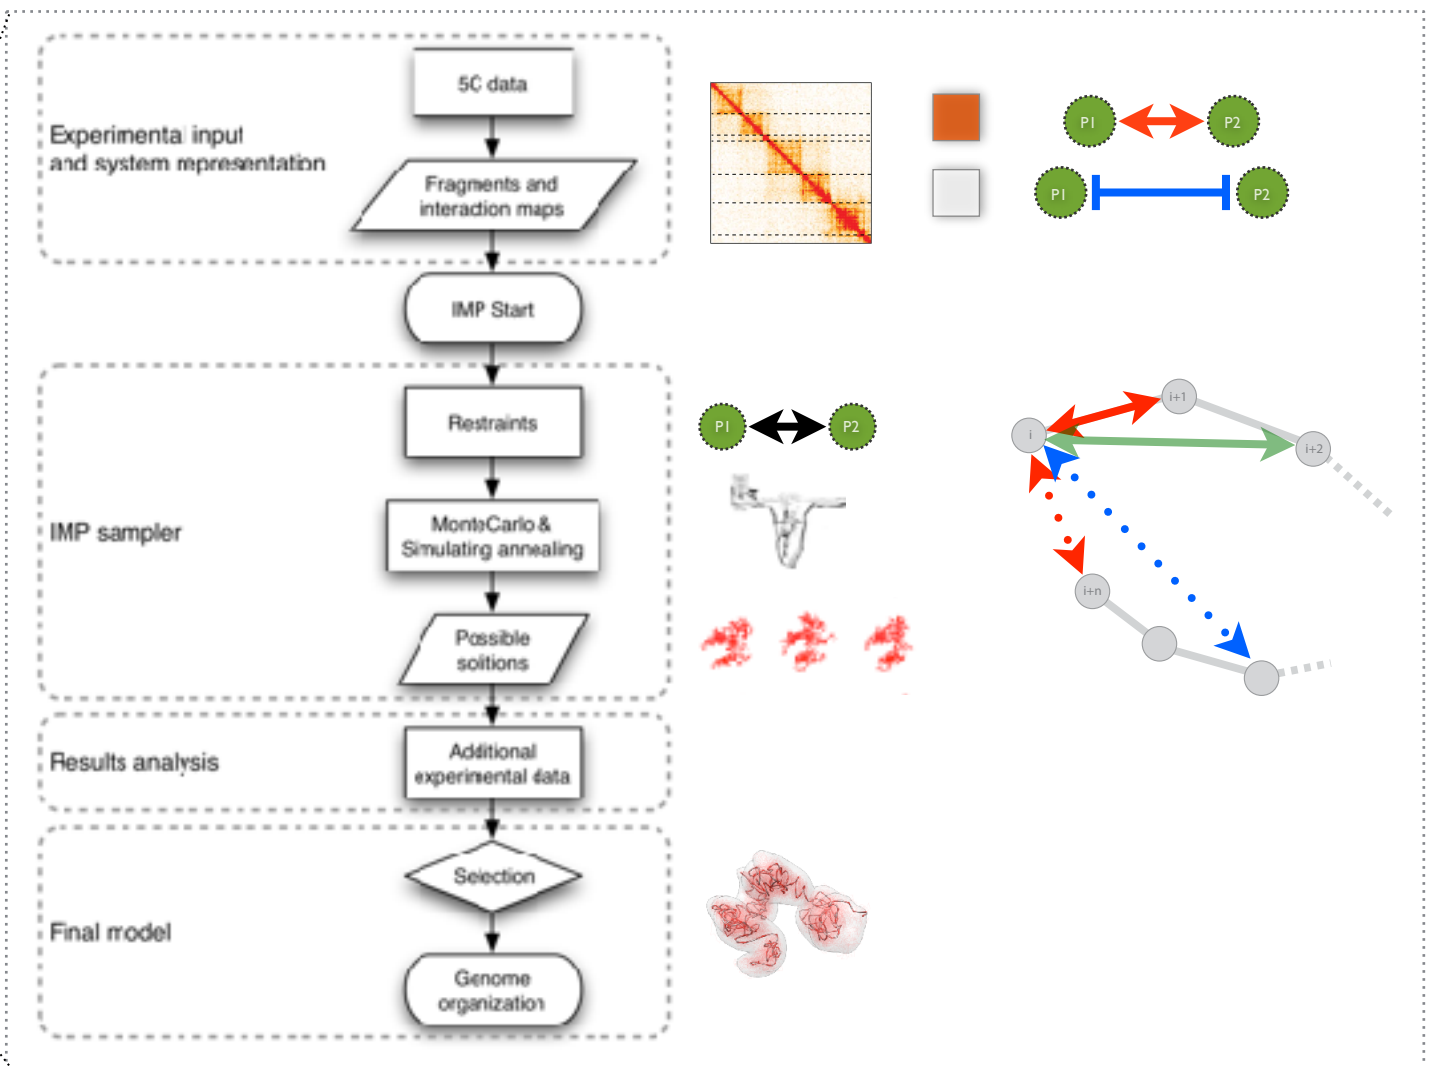 5C data
Experimental input
and system representation
Fragments and
interaction maps
P1
P2
P1
P2
IMP Start
Restraints
P1
P2
i
i+1
i+2
IMP sampler
MonteCarlo &
Simulating annealing
i+n
Possible
solitions
Results analysis
Additional
experimental data
Selection
Final model
Genome
organization